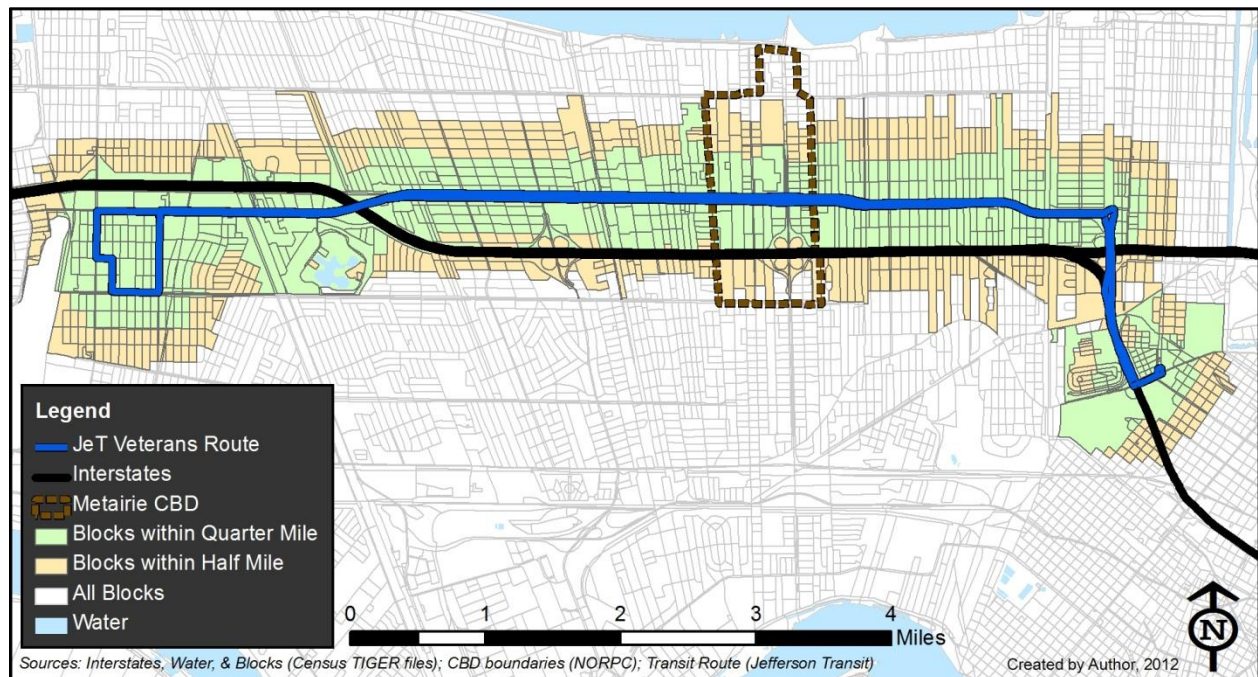 Legend
JeT Veterans Route
Interstates
Metairie CBD
Blocks within Quarter Mile
Blocks within Half Mile
All Blocks
Water
0 1 2 3 4
Miles
N
Sources: Interstates, Water, & Blocks (Census TIGER files); CBD boundaries (NORPC); Transit Route (Jefferson Transit)
Created by Author, 2012